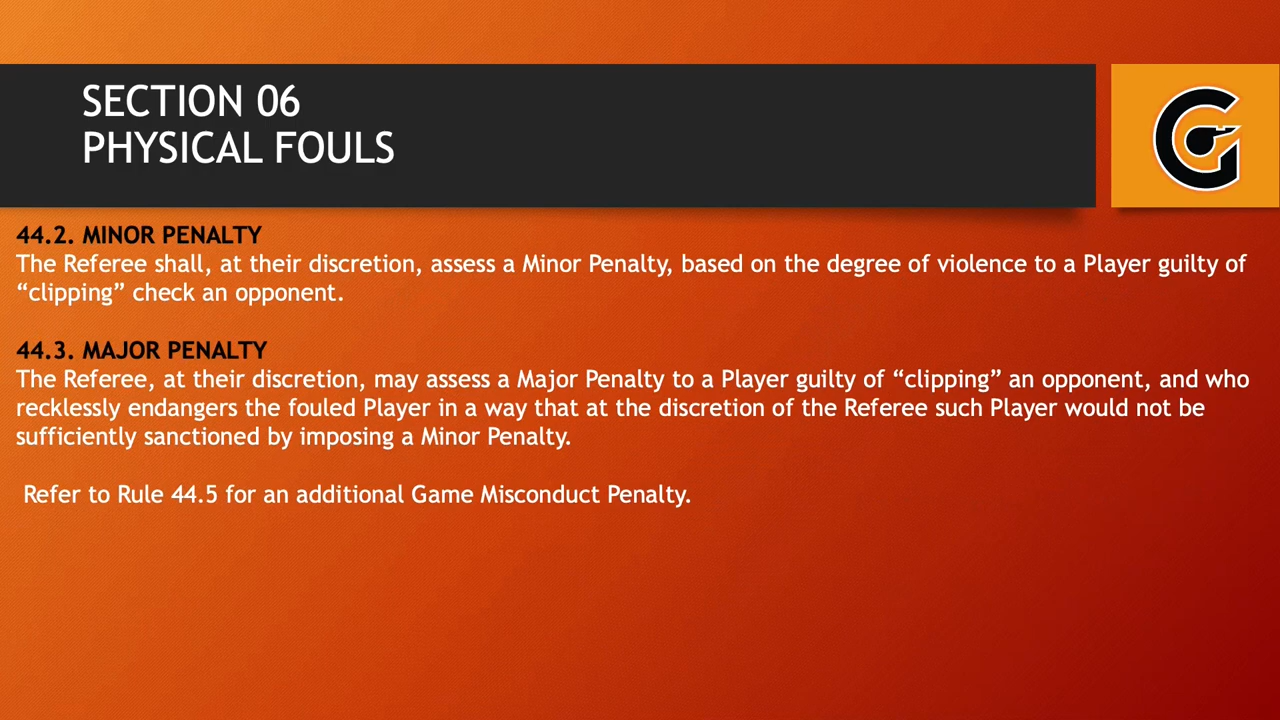 SECTION 06
PHYSICAL FOULS
44.2. MINOR PENALTY
The Referee shall, at their discretion, assess a Minor Penalty, based on the degree of violence to a Player guilty of
“clipping” check an opponent.
44.3. MAJOR PENALTY
The Referee, at their discretion, may assess a Major Penalty to a Player guilty of “clipping” an opponent, and who
recklessly endangers the fouled Player in a way that at the discretion of the Referee such Player would not be
sufficiently sanctioned by imposing a Minor Penalty.
Refer to Rule 44.5 for an additional Game Misconduct Penalty.